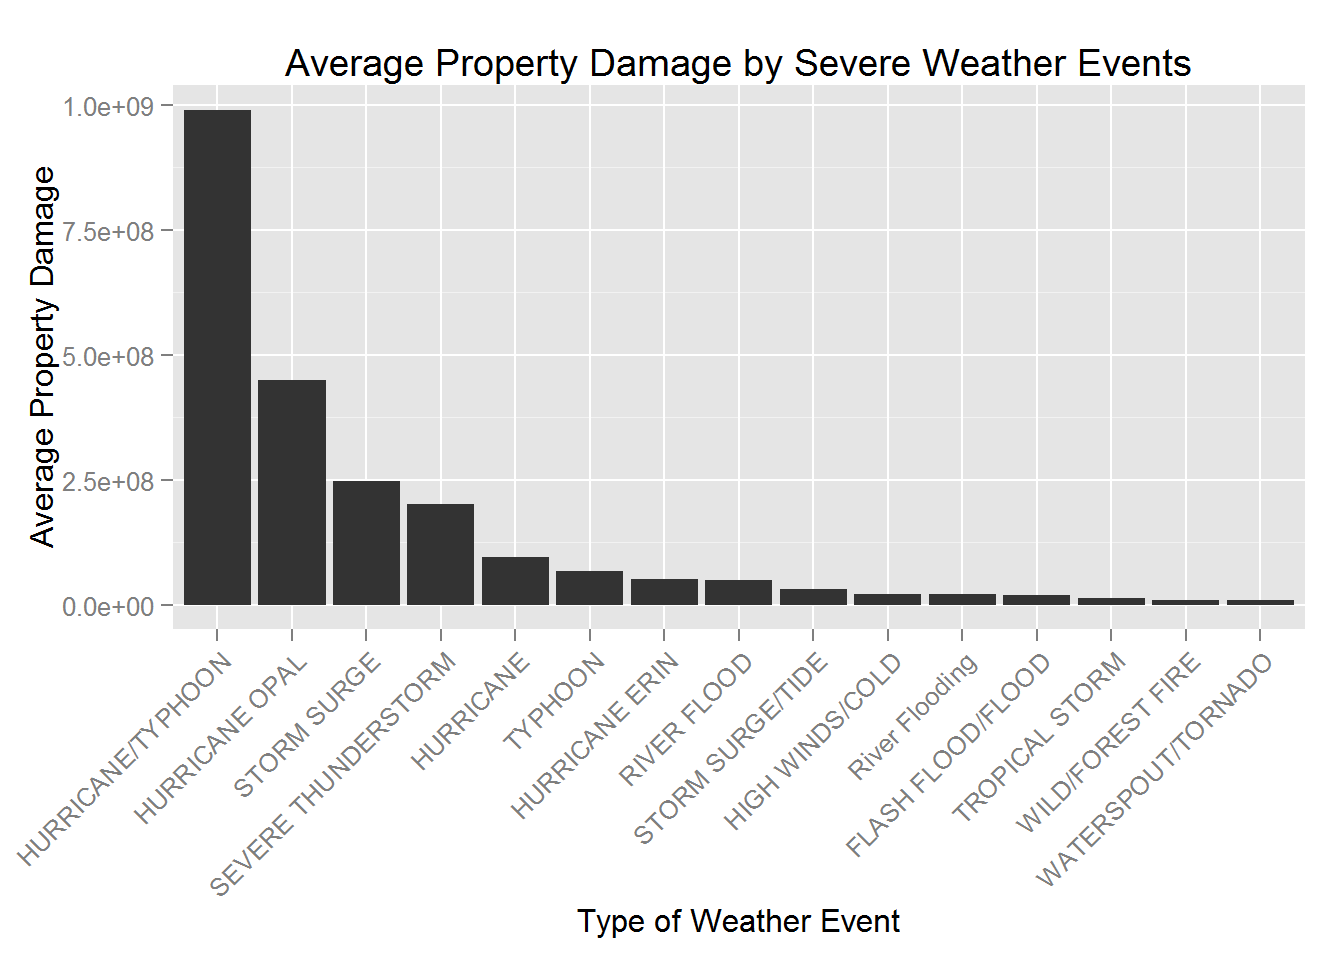 Average Property Damage by Severe Weather Events
Average Property Damage
1.0e+09
7.5e+08
5.0e+08
2.5e+08
0.0e+00
HURRICANE/TYPHOON
HURRICANE OPAL
STORM SURGE
SEVERE THUNDERSTORM
HURRICANE
TYPHOON
HURRICANE ERIN
RIVER FLOOD
STORM SURGE/TIDE
HIGH WINDS/COLD
River Flooding
FLASH FLOOD/FLOOD
TROPICAL STORM
WILD/FOREST FIRE
WATERSPOUT/TORNADO
Type of Weather Event